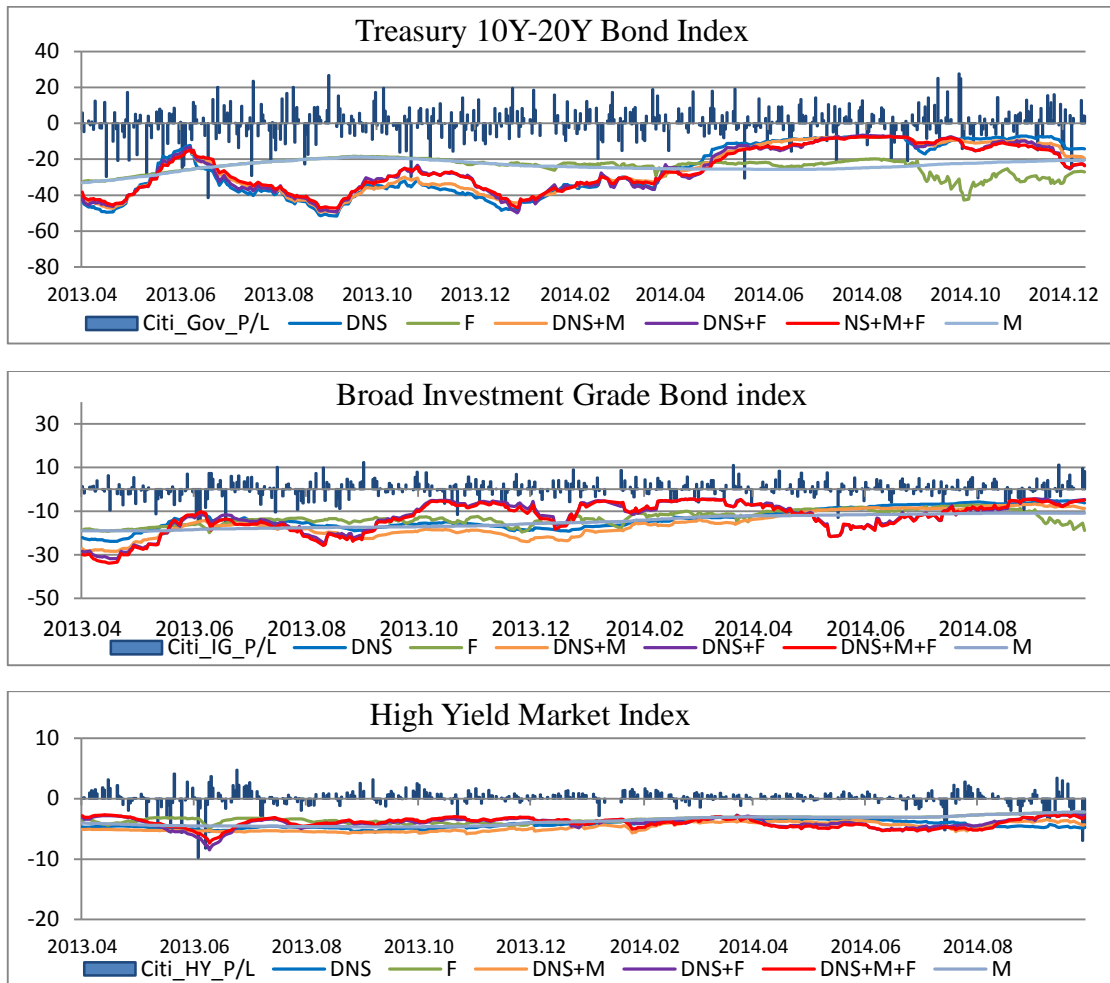 Treasury 10Y-20Y Bond Index
40
20
0
-20
-40
-60
-80
2013.04 2013.06 2013.08 2013.10 2013.12 2014.02 2014.04 2014.06 2014.08 2014.10 2014.12
Citi_Gov_P/L DNS F DNS+M DNS+F NS+M+F M
Broad Investment Grade Bond index
30
10
-10
-30
-50
2013.04 2013.06 2013.08 2013.10 2013.12 2014.02 2014.04 2014.06 2014.08
Citi_IG_P/L DNS F DNS+M DNS+F DNS+M+F M
High Yield Market Index
10
0
-10
-20
2013.04 2013.06 2013.08 2013.10 2013.12 2014.02 2014.04 2014.06 2014.08
Citi_HY_P/L DNS F DNS+M DNS+F DNS+M+F M